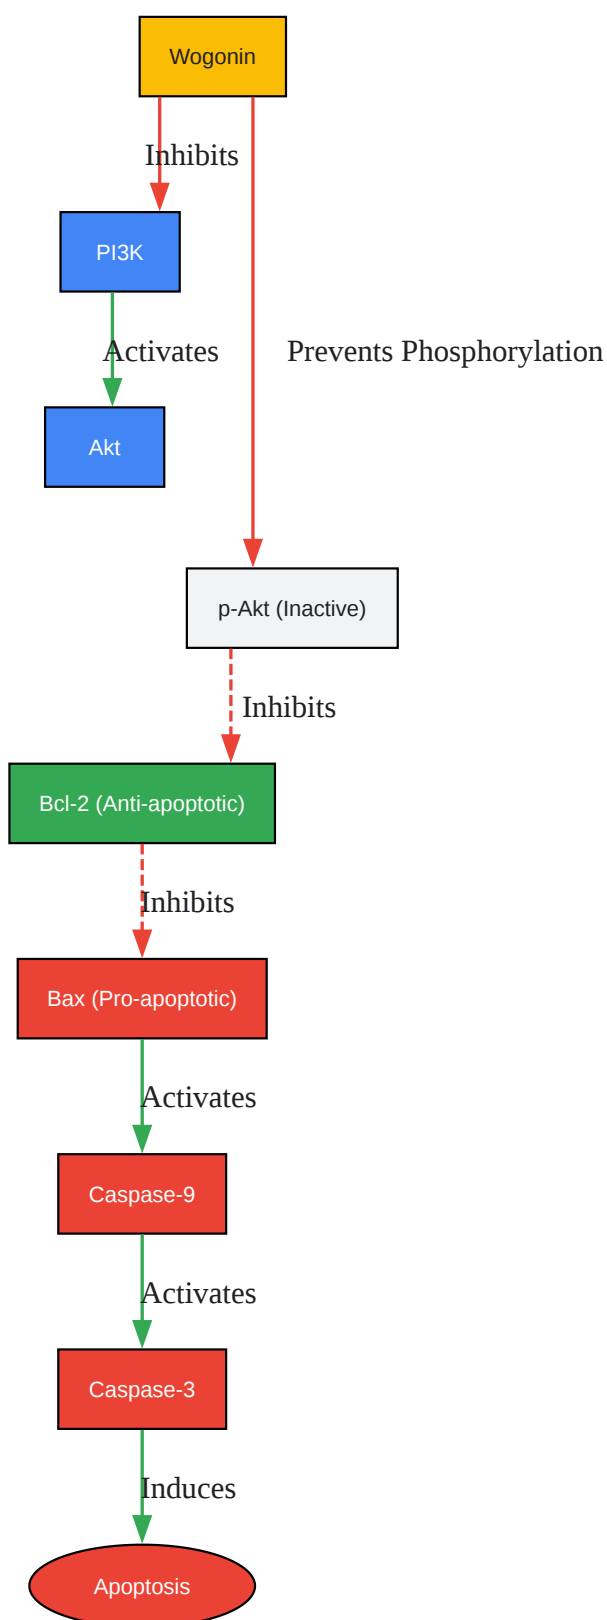 Wogonin
Inhibits
PI3K
Activates
Prevents Phosphorylation
Akt
p-Akt (Inactive)
Inhibits
Bcl-2 (Anti-apoptotic)
Inhibits
Bax (Pro-apoptotic)
Activates
Caspase-9
Activates
Caspase-3
Induces
Apoptosis